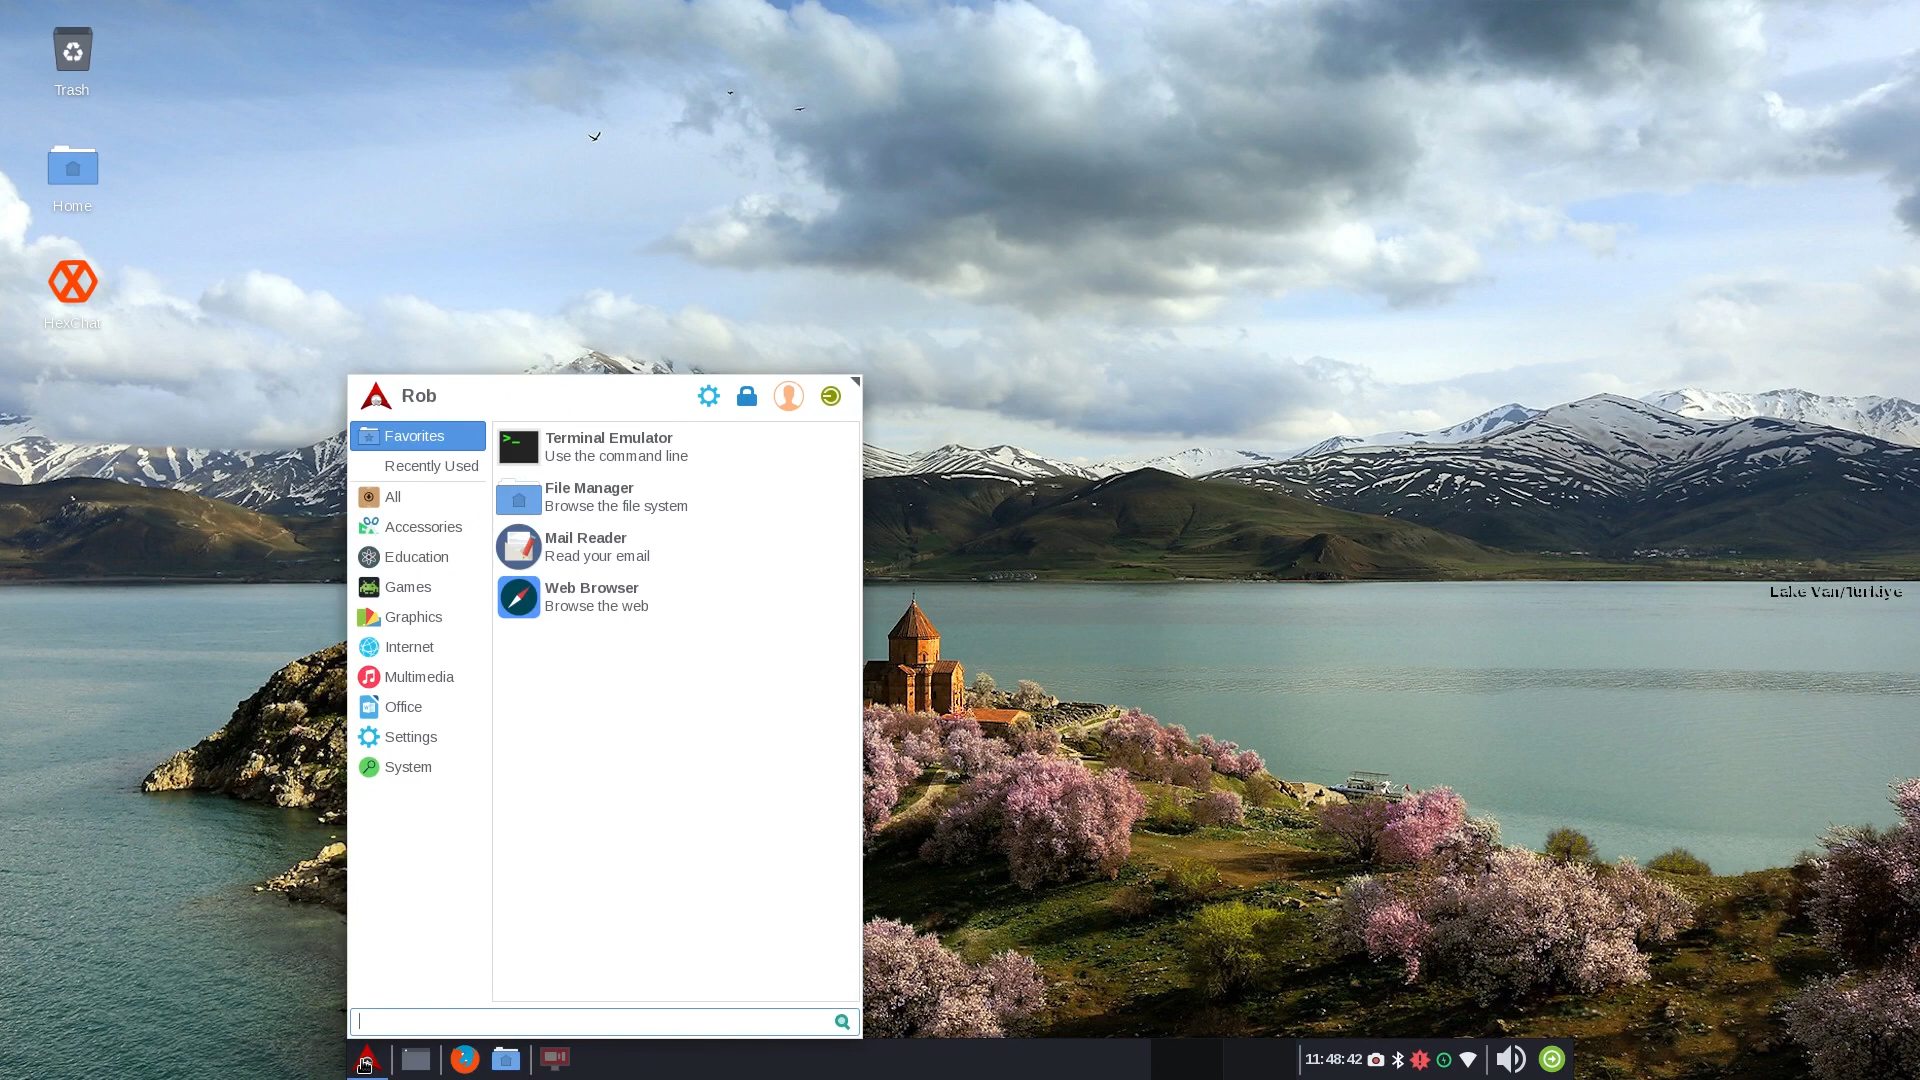 Trash
Home
HexChat
Rob
Favorites
Recently Used
All
Accessories
Education
Games
Graphics
Internet
Multimedia
Office
Settings
System
Terminal Emulator
Use the command line
File Manager
Browse the file system
Mail Reader
Read your email
Web Browser
Browse the web
Lake Van/Türkiye
11:48:42